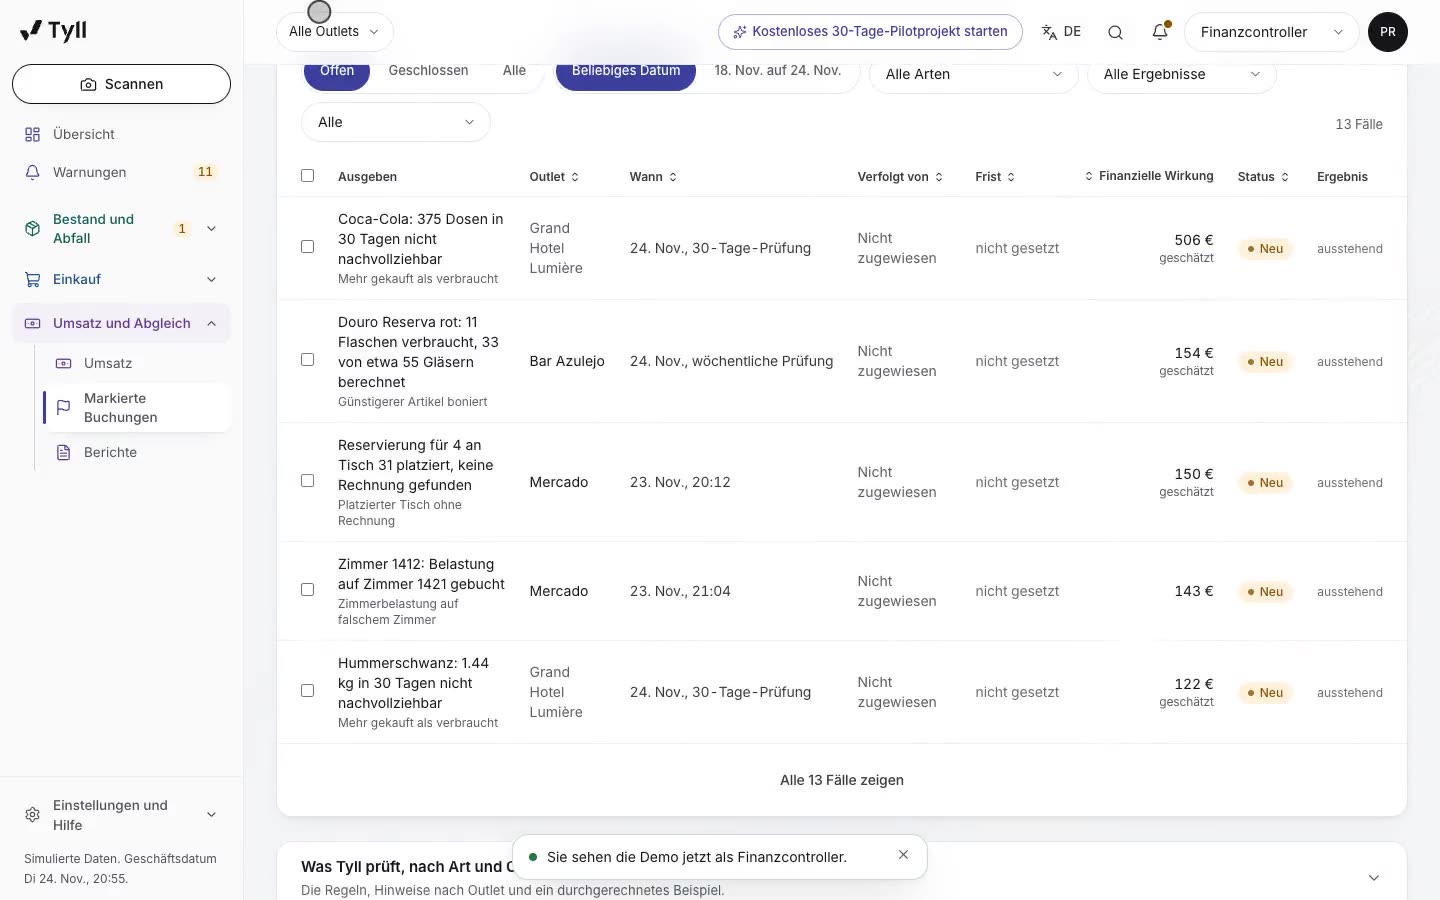 Tyll
Alle Outlets
Kostenloses 30-Tage-Pilotprojekt starten
DE
Finanzcontroller
PR
Scannen
Übersicht
Warnungen 11
Bestand und
Abfall
1
Einkauf
Umsatz und Abgleich
Umsatz
Markierte
Buchungen
Berichte
Einstellungen und
Hilfe
Simulierte Daten. Geschäftsdatum
Di 24. Nov., 20:55.
Offen Geschlossen Alle Beliebiges Datum 18. Nov. auf 24. Nov. Alle Arten Alle Ergebnisse
Alle
13 Fälle
Ausgeben Outlet Wann Verfolgt von Frist Finanzielle Wirkung Status Ergebnis
Coca-Cola: 375 Dosen in
30 Tagen nicht
nachvollziehbar
Mehr gekauft als verbraucht
Grand
Hotel
Lumière
24. Nov., 30-Tage-Prüfung
Nicht
zugewiesen
nicht gesetzt
506 €
geschätzt
Neu
ausstehend
Douro Reserva rot: 11
Flaschen verbraucht, 33
von etwa 55 Gläsern
berechnet
Günstigerer Artikel boniert
Bar Azulejo
24. Nov., wöchentliche Prüfung
Nicht
zugewiesen
nicht gesetzt
154 €
geschätzt
Neu
ausstehend
Reservierung für 4 an
Tisch 31 platziert, keine
Rechnung gefunden
Platzierter Tisch ohne
Rechnung
Mercado
23. Nov., 20:12
Nicht
zugewiesen
nicht gesetzt
150 €
geschätzt
Neu
ausstehend
Zimmer 1412: Belastung
auf Zimmer 1421 gebucht
Zimmerbelastung auf
falschem Zimmer
Mercado
23. Nov., 21:04
Nicht
zugewiesen
nicht gesetzt
143 €
Neu
ausstehend
Hummerschwanz: 1.44
kg in 30 Tagen nicht
nachvollziehbar
Mehr gekauft als verbraucht
Grand
Hotel
Lumière
24. Nov., 30-Tage-Prüfung
Nicht
zugewiesen
nicht gesetzt
122 €
geschätzt
Neu
ausstehend
Alle 13 Fälle zeigen
Was Tyll prüft, nach Art und
Die Regeln, Hinweise nach Outlet und ein durchgerechnetes Beispiel.
Sie sehen die Demo jetzt als Finanzcontroller.